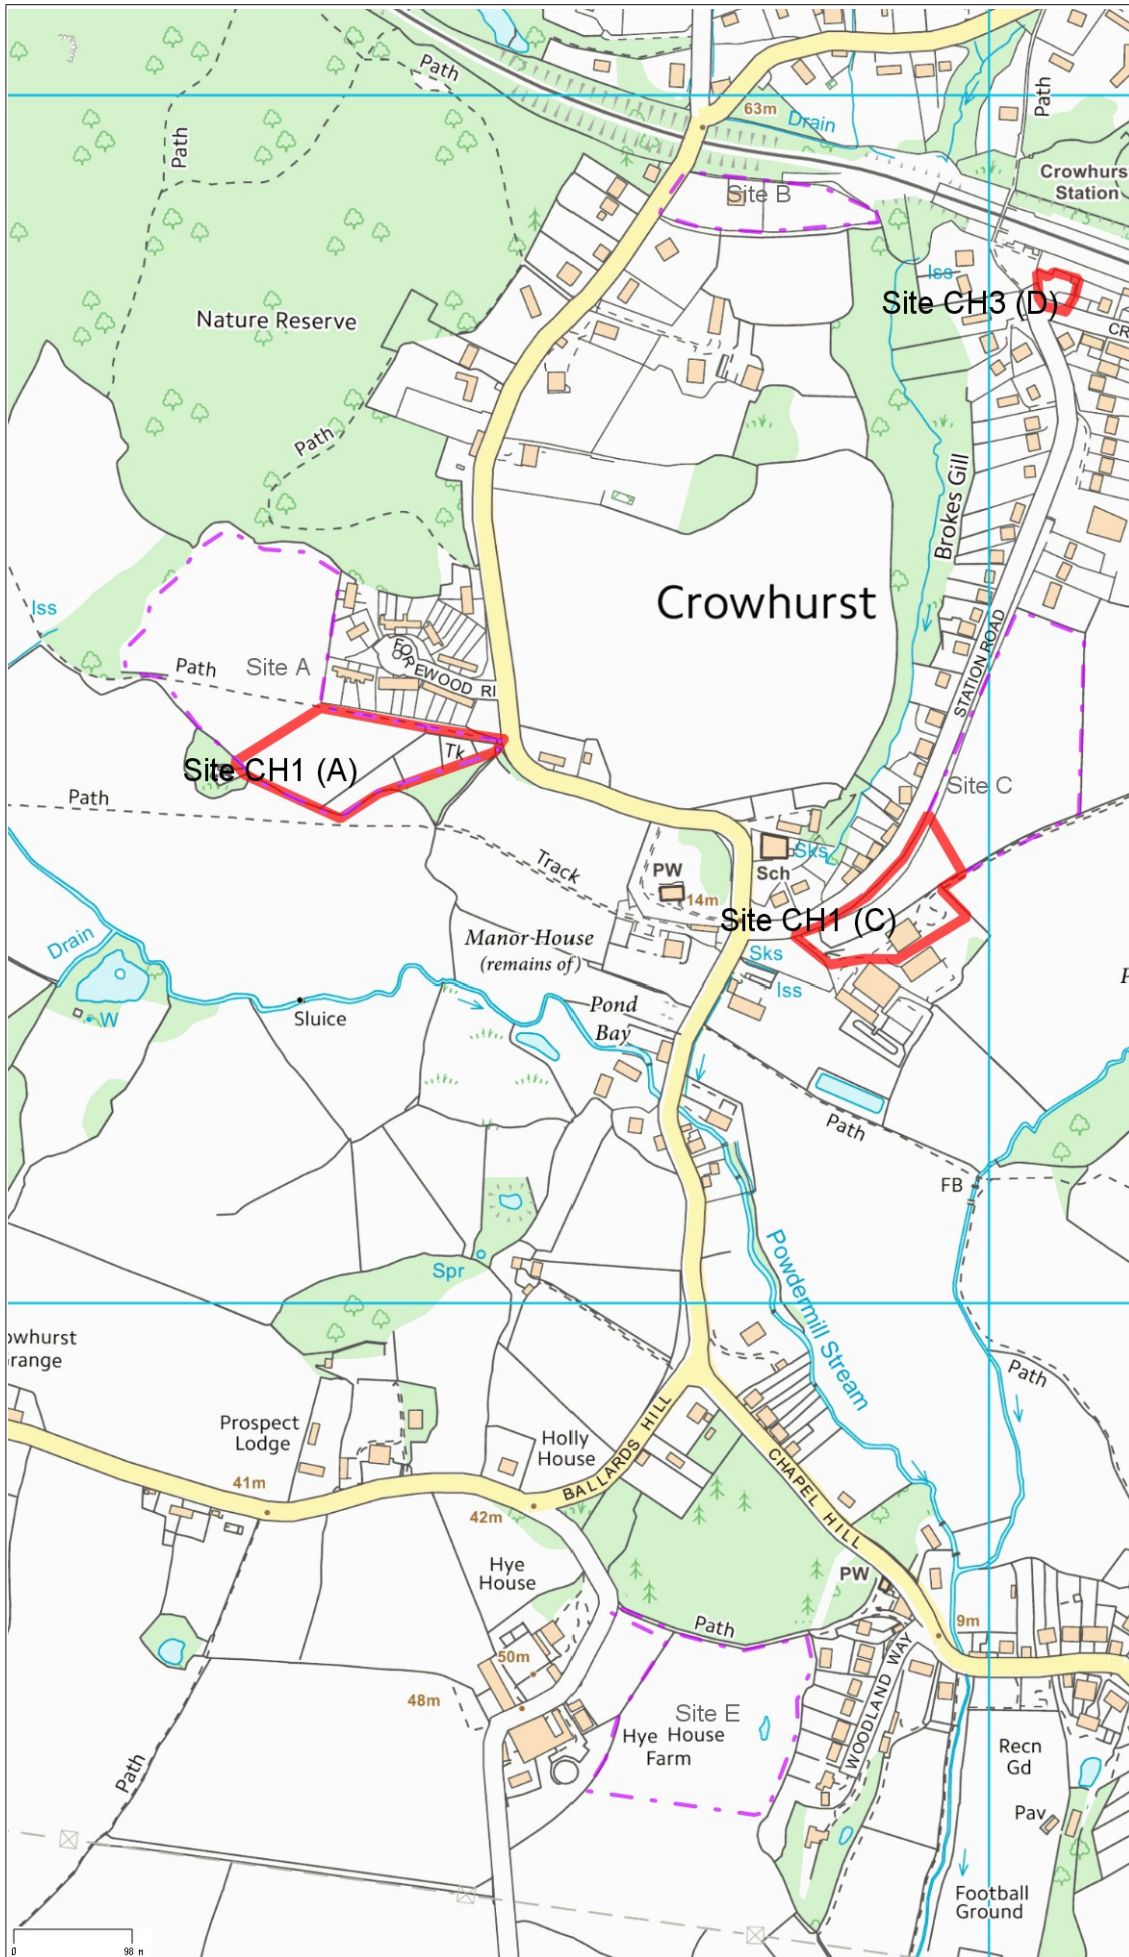 Path
63m
Drain
Path
Path
Crowhurs
Station
Site B
Iss
Site CH3 (D)
CR
Nature Reserve
Path
Brokes Gill
Crowhurst
Iss
Path
Site A
FOREWOOD RI
STATION ROAD
Tk
Site CH1 (A)
Site C
Path
Track
PW
Sch
Sks
14m
Site CH1 (C)
Manor House
(remains of)
Sks
Iss
Drain
W
Sluice
Pond
Bay
P
Path
FB
Spr
Powdermill Stream
owhurst
range
Path
Prospect
Lodge
Holly
House
BALLARDS HILL
CHAPEL HILL
41m
42m
Hye
House
PW
Path
9m
50m
48m
WOODLAND WAY
Site E
Hye House
Farm
Recn
Gd
Path
Pav
Football
Ground
0
98 m